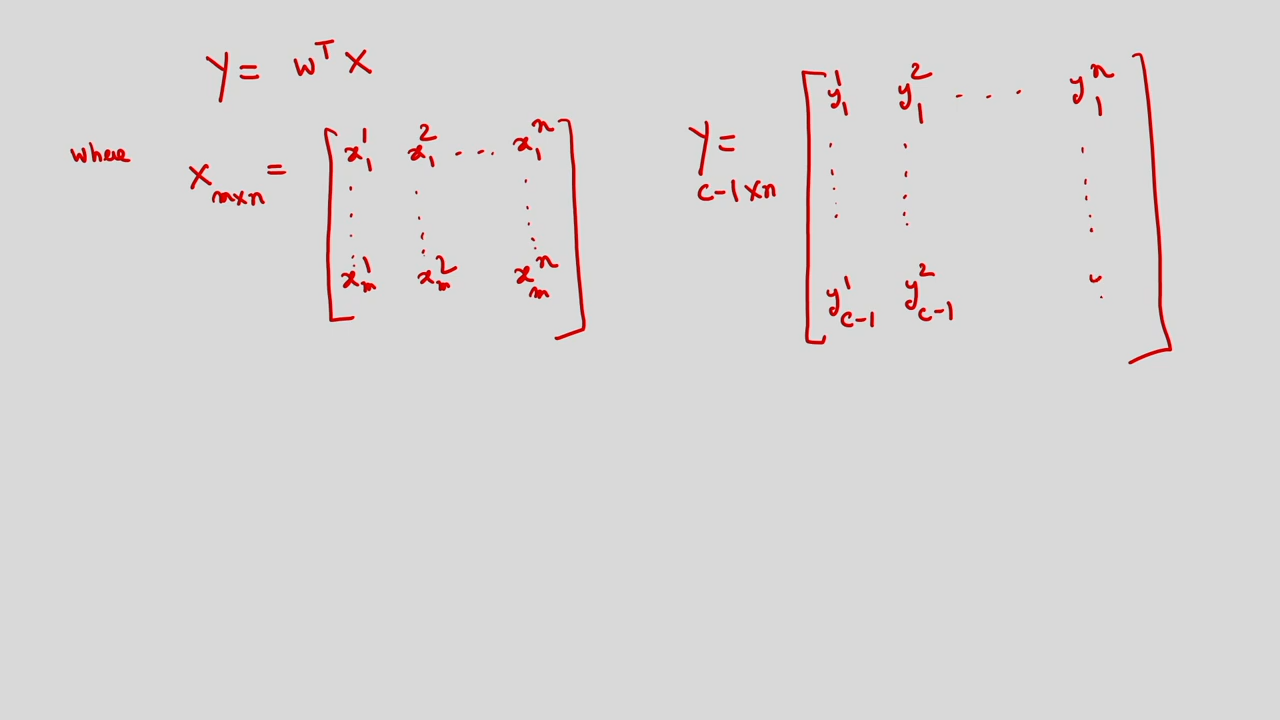 Y = W^T X
where X_{m×n} = [ x_1^1 x_1^2 ... x_1^n
x_m^1 x_m^2 x_m^n ]
Y_{c-1×n} = [ y_1^1 y_1^2 . . . y_1^n
y_{c-1}^1 y_{c-1}^2 ]